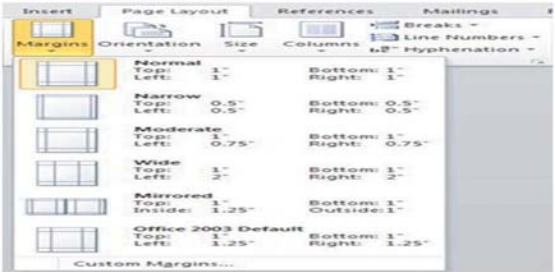 Insert Page Layout References Mailings
Margins Orientation Size Columns Breaks
Line Numbers
Hyphenation
Normal
Top: 1" Bottom: 1"
Left: 1" Right: 1"
Narrow
Top: 0.5" Bottom: 0.5"
Left: 0.5" Right: 0.5"
Moderate
Top: 1" Bottom: 1"
Left: 0.75" Right: 0.75"
Wide
Top: 1" Bottom: 1"
Left: 2" Right: 2"
Mirrored
Top: 1" Bottom: 1"
Inside: 1.25" Outside: 1"
Office 2003 Default
Top: 1" Bottom: 1"
Left: 1.25" Right: 1.25"
Custom Margins...